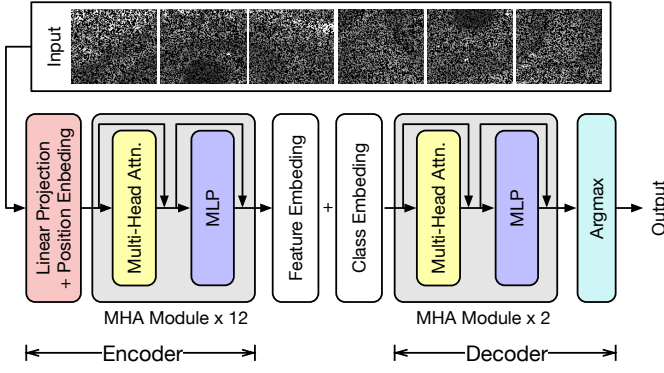 Input
Linear Projection
+ Position Enbeding
Multi-Head Attn.
MLP
MHA Module x 12
Feature Embeding
+
Class Embeding
Multi-Head Attn.
MLP
MHA Module x 2
Argmax
Output
Encoder
Decoder